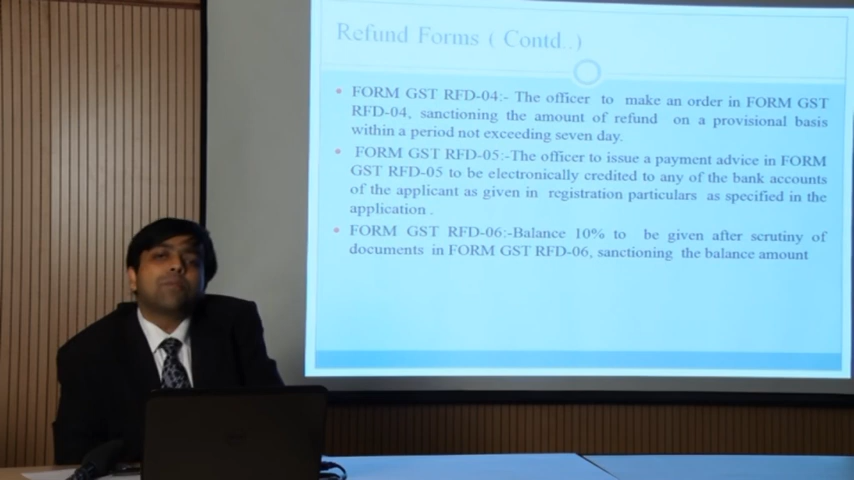 Refund Forms ( Contd..)
FORM GST RFD-04:- The officer to make an order in FORM GST
RFD-04, sanctioning the amount of refund on a provisional basis
within a period not exceeding seven day.
FORM GST RFD-05:-The officer to issue a payment advice in FORM
GST RFD-05 to be electronically credited to any of the bank accounts
of the applicant as given in registration particulars as specified in the
application .
FORM GST RFD-06:-Balance 10% to be given after scrutiny of
documents in FORM GST RFD-06, sanctioning the balance amount